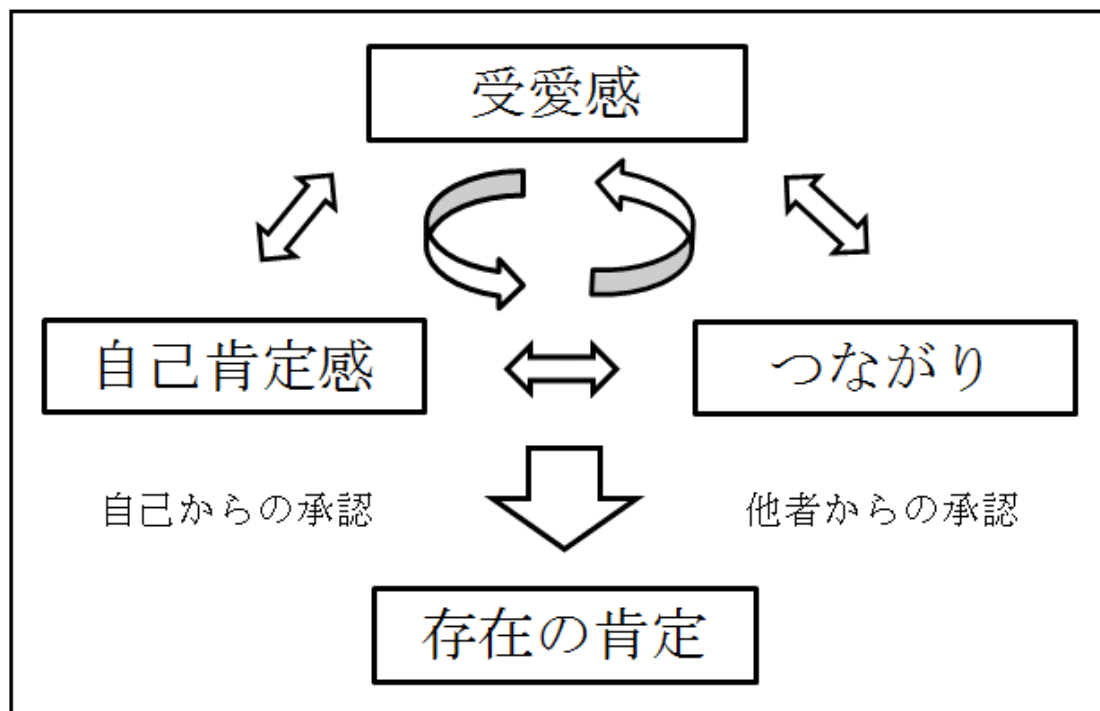 受愛感
自己肯定感
つながり
自己からの承認
他者からの承認
存在の肯定